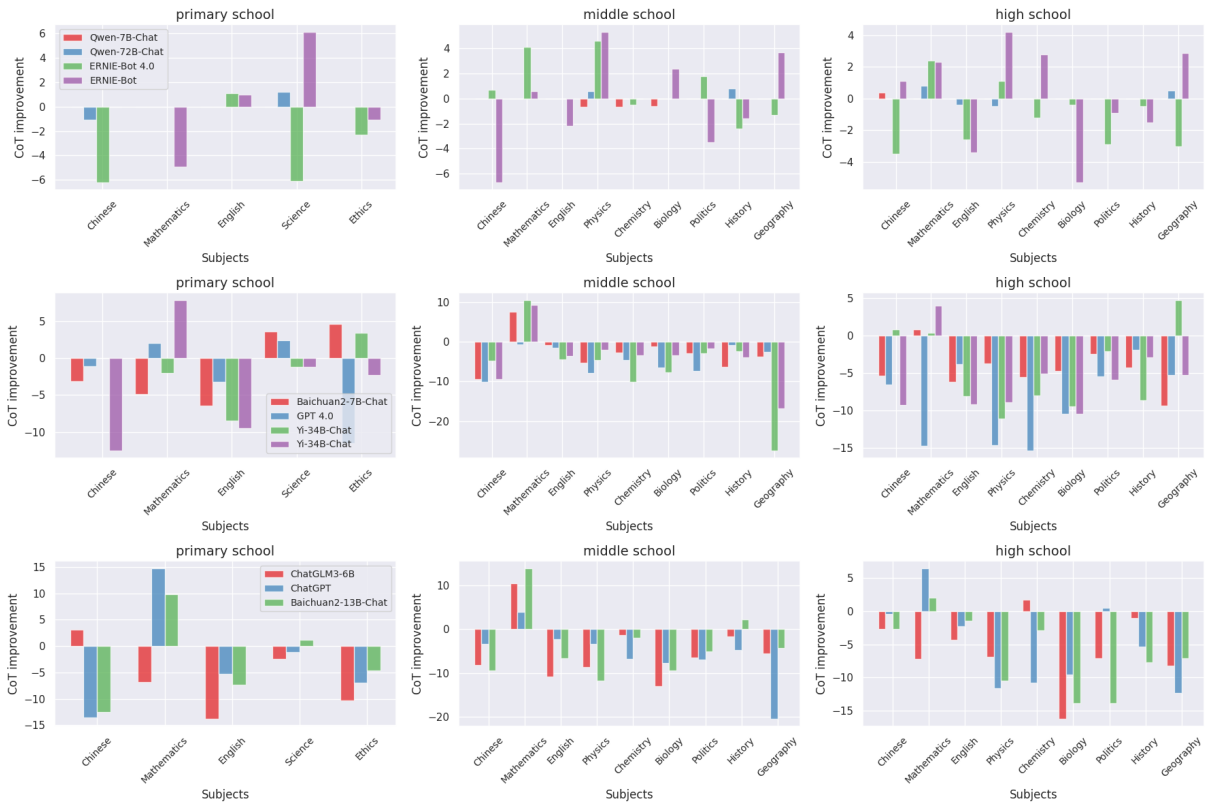 primary school
CoT improvement
6
4
2
0
−2
−4
−6
Qwen-7B-Chat
Qwen-72B-Chat
ERNIE-Bot 4.0
ERNIE-Bot
Chinese
Mathematics
English
Science
Ethics
Subjects
middle school
CoT improvement
4
2
0
−2
−4
−6
Chinese
Mathematics
English
Physics
Chemistry
Biology
Politics
History
Geography
Subjects
high school
CoT improvement
4
2
0
−2
−4
Chinese
Mathematics
English
Physics
Chemistry
Biology
Politics
History
Geography
Subjects
primary school
CoT improvement
5
0
−5
−10
Baichuan2-7B-Chat
GPT 4.0
Yi-34B-Chat
Yi-34B-Chat
Chinese
Mathematics
English
Science
Ethics
Subjects
middle school
CoT improvement
10
0
−10
−20
Chinese
Mathematics
English
Physics
Chemistry
Biology
Politics
History
Geography
Subjects
high school
CoT improvement
5
0
−5
−10
−15
Chinese
Mathematics
English
Physics
Chemistry
Biology
Politics
History
Geography
Subjects
primary school
CoT improvement
15
10
5
0
−5
−10
−15
ChatGLM3-6B
ChatGPT
Baichuan2-13B-Chat
Chinese
Mathematics
English
Science
Ethics
Subjects
middle school
CoT improvement
10
0
−10
−20
Chinese
Mathematics
English
Physics
Chemistry
Biology
Politics
History
Geography
Subjects
high school
CoT improvement
5
0
−5
−10
−15
Chinese
Mathematics
English
Physics
Chemistry
Biology
Politics
History
Geography
Subjects